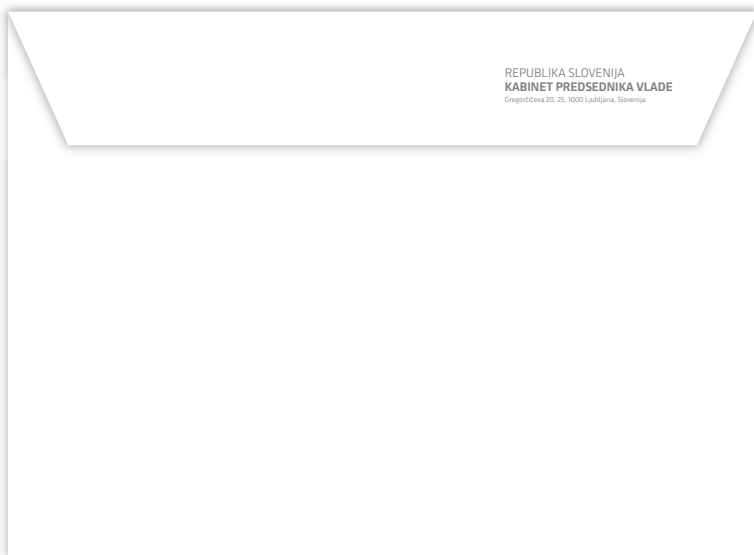 REPUBLIKA SLOVENIJA
KABINET PREDSEDNIKA VLADE
Gregorčičeva 20, 25, 1000 Ljubljana, Slovenija